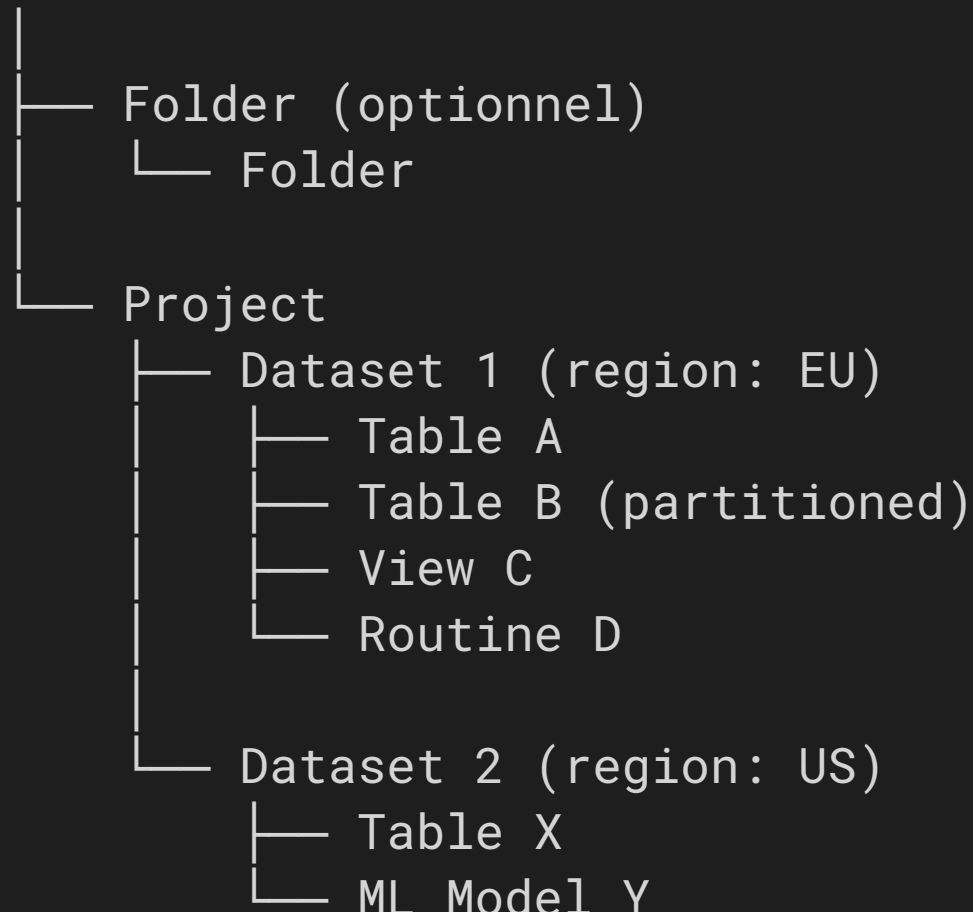 │
├── Folder (optionnel)
│   └── Folder
│
└── Project
    ├── Dataset 1 (region: EU)
    │   ├── Table A
    │   ├── Table B (partitioned)
    │   ├── View C
    │   └── Routine D
    │
    └── Dataset 2 (region: US)
        ├── Table X
        └── ML Model Y